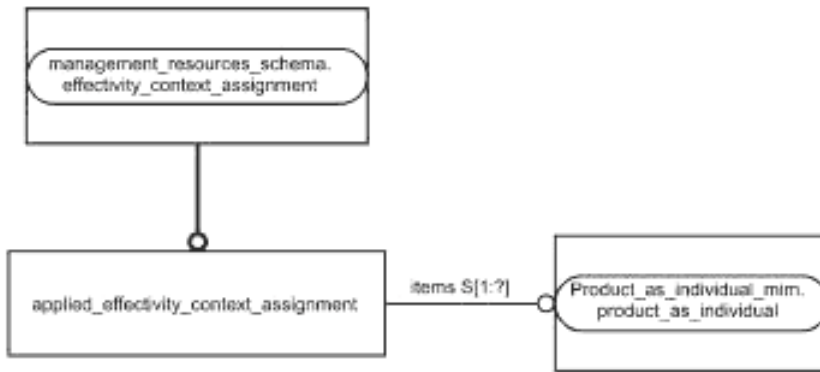 management_resources_schema.
effectivity_context_assignment
applied_effectivity_context_assignment
items S[1:?]
Product_as_individual_mim.
product_as_individual